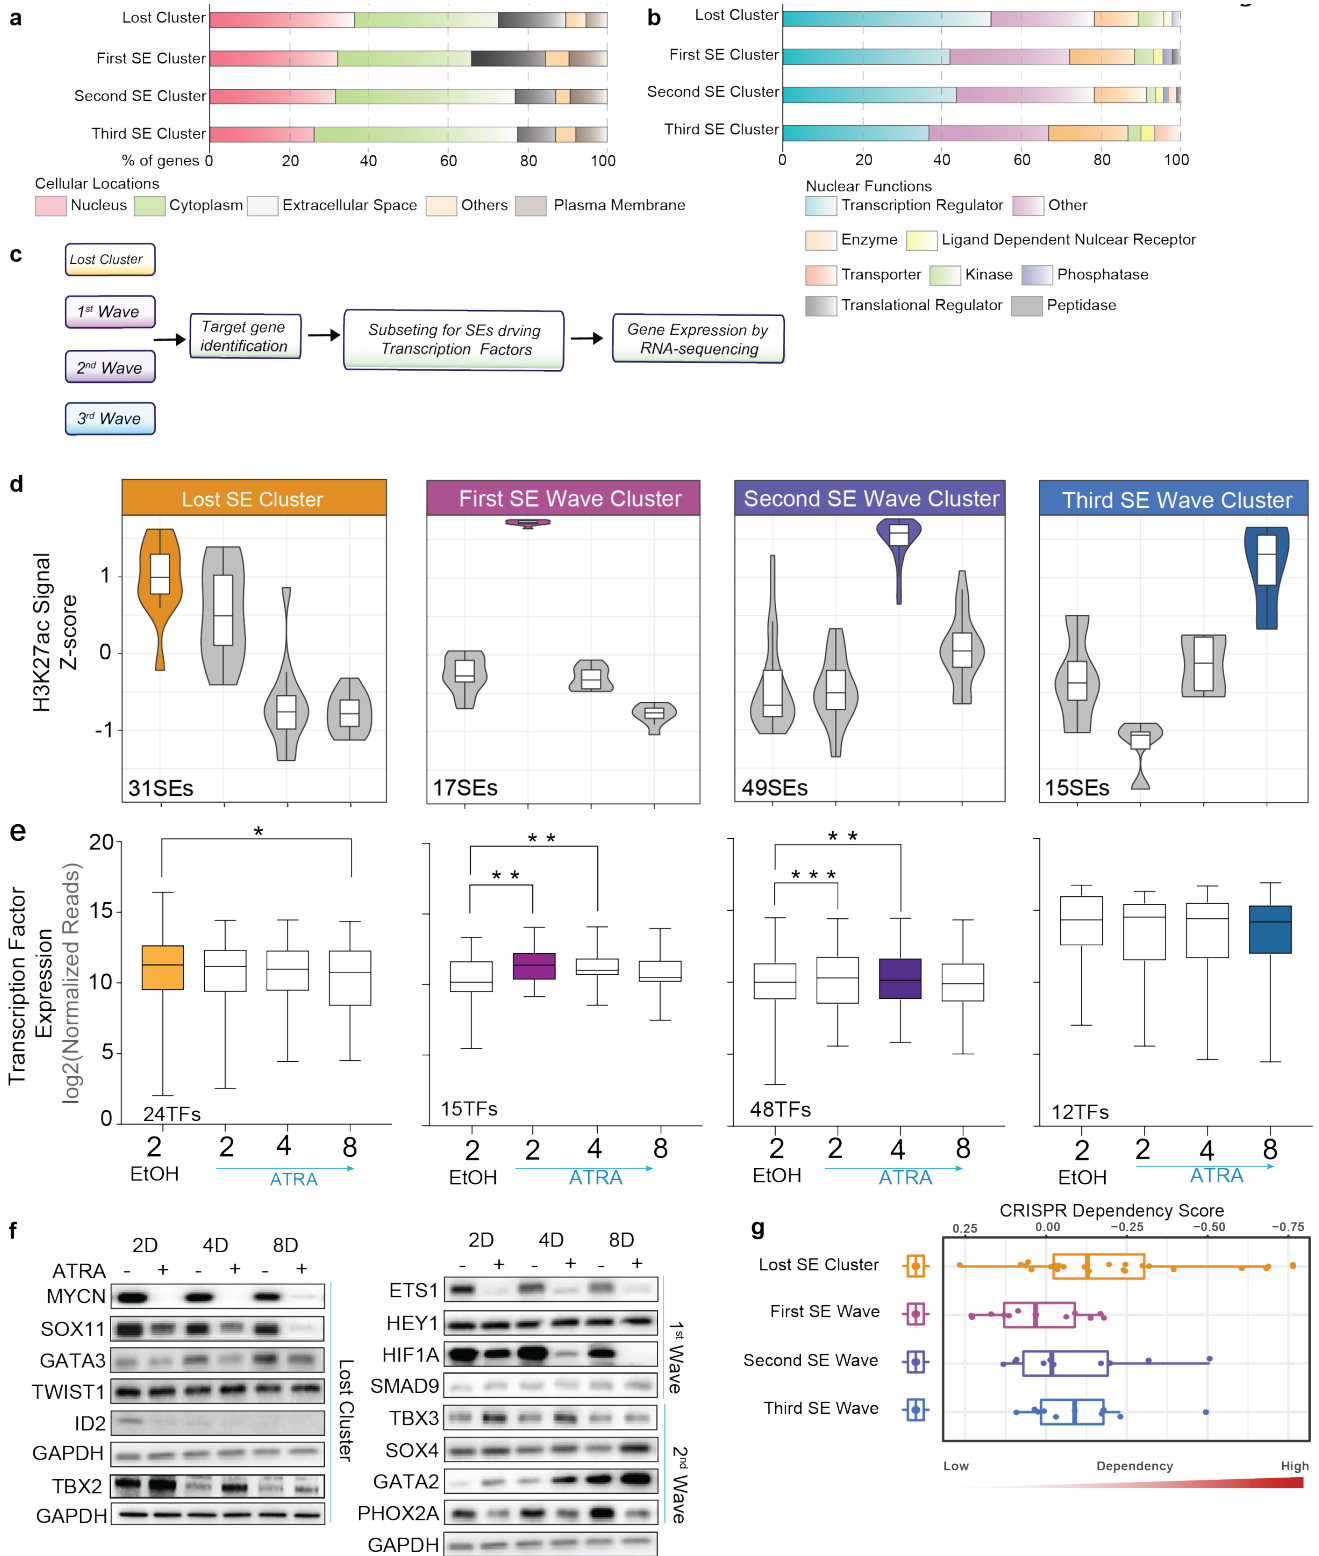 a
Lost Cluster
First SE Cluster
Second SE Cluster
Third SE Cluster
% of genes
0 20 40 60 80 100
Cellular Locations
Nucleus Cytoplasm Extracellular Space Others Plasma Membrane
b
Lost Cluster
First SE Cluster
Second SE Cluster
Third SE Cluster
0 20 40 60 80 100
Nuclear Functions
Transcription Regulator Other
Enzyme Ligand Dependent Nulcear Receptor
Transporter Kinase Phosphatase
Translational Regulator Peptidase
c
Lost Cluster
1st Wave
2nd Wave
3rd Wave
Target gene
identification
Subseting for SEs drving
Transcription Factors
Gene Expression by
RNA-sequencing
d
Lost SE Cluster First SE Wave Cluster Second SE Wave Cluster Third SE Wave Cluster
H3K27ac Signal
Z-score
1
0
-1
31SEs 17SEs 49SEs 15SEs
e
Transcription Factor
Expression
log2(Normalized Reads)
20
15
10
5
0
*
* *
* *
* *
* * *
24TFs 15TFs 48TFs 12TFs
2 2 4 8 2 2 4 8 2 2 4 8 2 2 4 8
EtOH ATRA EtOH ATRA EtOH ATRA EtOH ATRA
f
2D 4D 8D
ATRA - + - + - +
MYCN
SOX11
GATA3
TWIST1
ID2
GAPDH
TBX2
GAPDH
Lost Cluster
2D 4D 8D
- + - + - +
ETS1
HEY1
HIF1A
SMAD9
TBX3
SOX4
GATA2
PHOX2A
GAPDH
1st Wave
2nd Wave
g
CRISPR Dependency Score
0.25 0.00 −0.25 −0.50 −0.75
Lost SE Cluster
First SE Wave
Second SE Wave
Third SE Wave
Low Dependency High